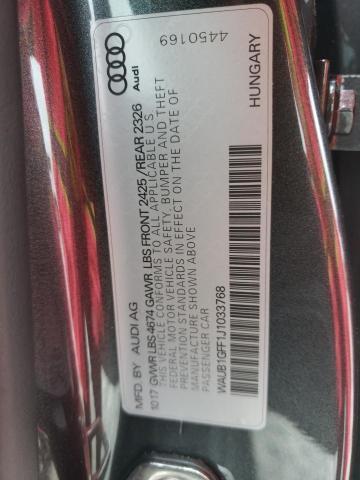 MFD. BY AUDI AG
10 17 GVWR LBS 4674 GAWR LBS FRONT 2425 /REAR 2326
THIS VEHICLE CONFORMS TO ALL APPLICABLE U'S
FEDERAL MOTOR VEHICLE SAFETY, BUMPER AND THEFT
PREVENTION STANDARDS IN EFFECT ON THE DATE OF
MANUFACTURE SHOWN ABOVE
PASSENGER CAR
WAUB1GFF1J1033768
Audi
4450169
HUNGARY